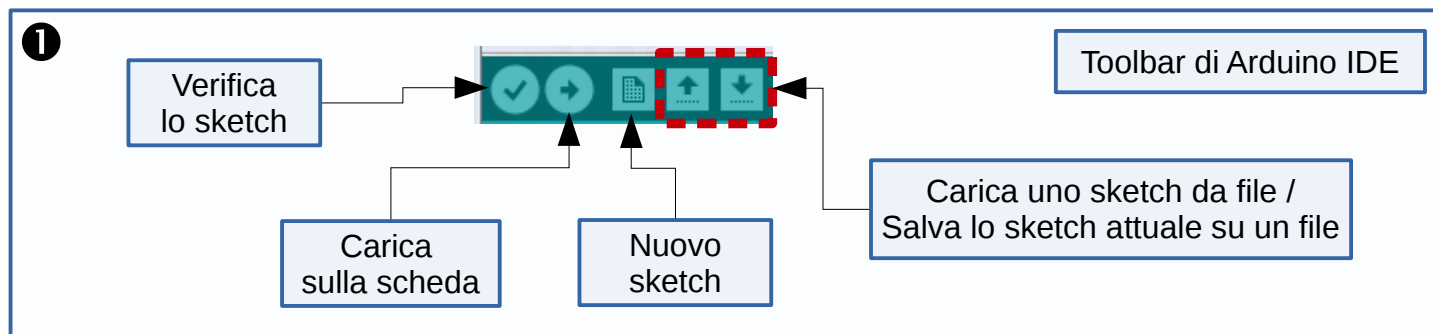 ❶
Toolbar di Arduino IDE
Verifica
lo sketch
Carica
sulla scheda
Nuovo
sketch
Carica uno sketch da file /
Salva lo sketch attuale su un file